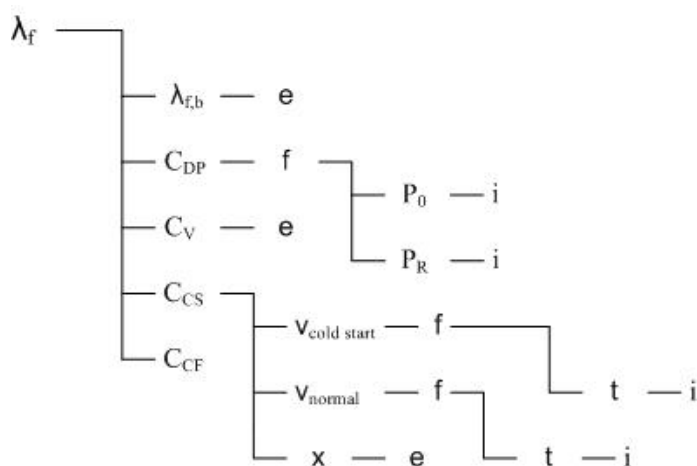 λf
λf,b e
CDP f
P0 i
CV e
PR i
CCS
vcold start f
CCF
vnormal f t i
x e t i